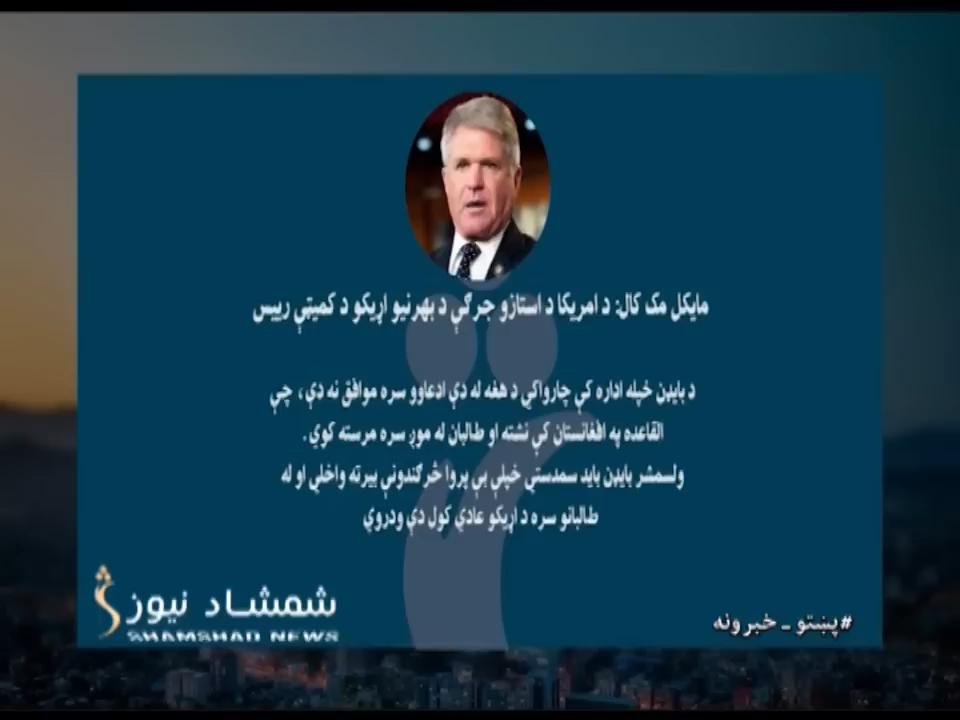 مایکل مک کال: د امریکا د استازو جرګې د بهرنیو اړیکو د کمیټې رییس
د بایډن خپله اداره کې چارواکي د هغه له دې ادعاوو سره موافق نه دي، چې
القاعده په افغانستان کې نشته او طالبان له موږ سره مرسته کوي.
ولسمشر بایډن باید سمدستي خپلې بې پروا څرګندونې بیرته واخلي او له
طالبانو سره د اړیکو عادي کول دې ودروي
شمشاد نیوز
SHAMSHAD NEWS
#پښتو - خبرونه